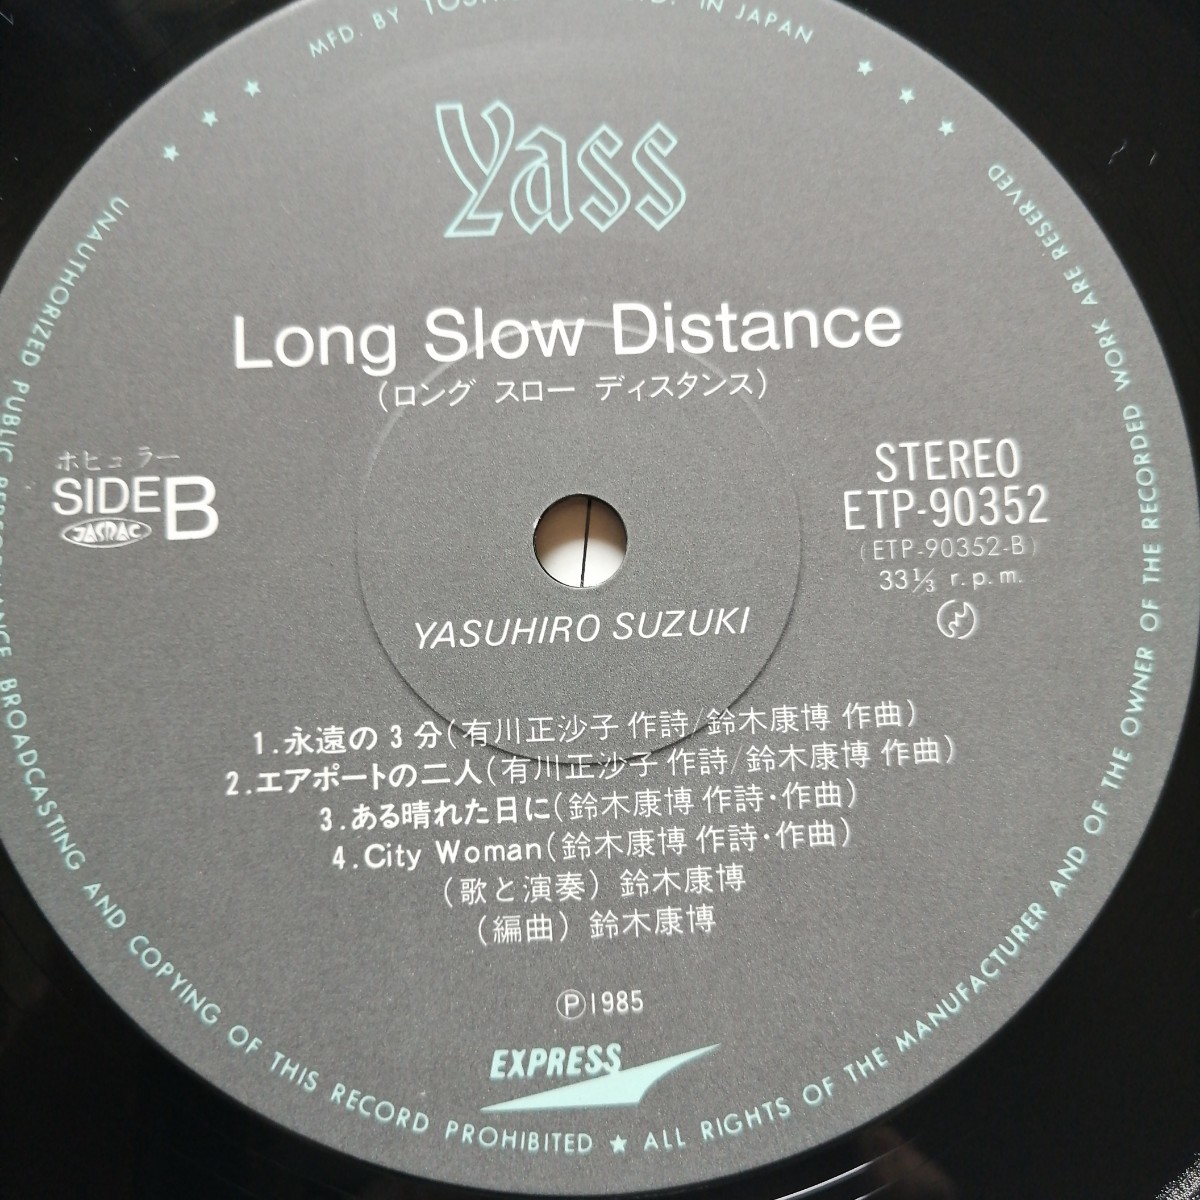 MFD. BY IN JAPAN
Yass
Long Slow Distance
(ロング スロー ディスタンス)
ホピュラー
SIDE B
JASRAC
STEREO
ETP-90352
(ETP-90352-B)
33⅓ r.p.m.
YASUHIRO SUZUKI
1.永遠の3分(有川正沙子 作詩/鈴木康博 作曲)
2.エアポートの二人(有川正沙子 作詩/鈴木康博 作曲)
3.ある晴れた日に(鈴木康博 作詩・作曲)
4.City Woman(鈴木康博 作詩・作曲)
(歌と演奏) 鈴木康博
(編曲) 鈴木康博
Ⓟ1985
EXPRESS
UNAUTHORIZED PUBLIC PERFORMANCE BROADCASTING AND COPYING OF THIS RECORD PROHIBITED ★ ALL RIGHTS OF THE MANUFACTURER AND OF THE OWNER OF THE RECORDED WORK ARE RESERVED